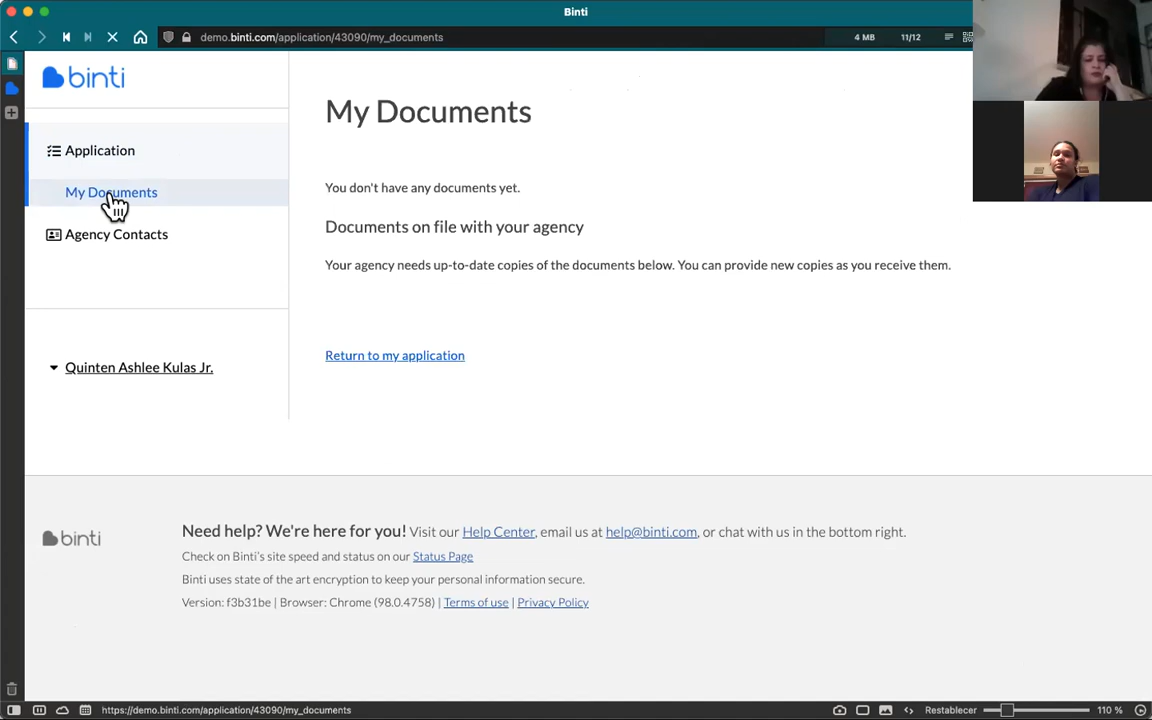 Binti
demo.binti.com/application/43090/my_documents
4 MB
11/12
binti
Application
My Documents
Agency Contacts
Quinten Ashlee Kulas Jr.
My Documents
You don't have any documents yet.
Documents on file with your agency
Your agency needs up-to-date copies of the documents below. You can provide new copies as you receive them.
Return to my application
binti
Need help? We're here for you! Visit our Help Center, email us at help@binti.com, or chat with us in the bottom right.
Check on Binti's site speed and status on our Status Page
Binti uses state of the art encryption to keep your personal information secure.
Version: f3b31be | Browser: Chrome (98.0.4758) | Terms of use | Privacy Policy
https://demo.binti.com/application/43090/my_documents
Restablecer
110 %